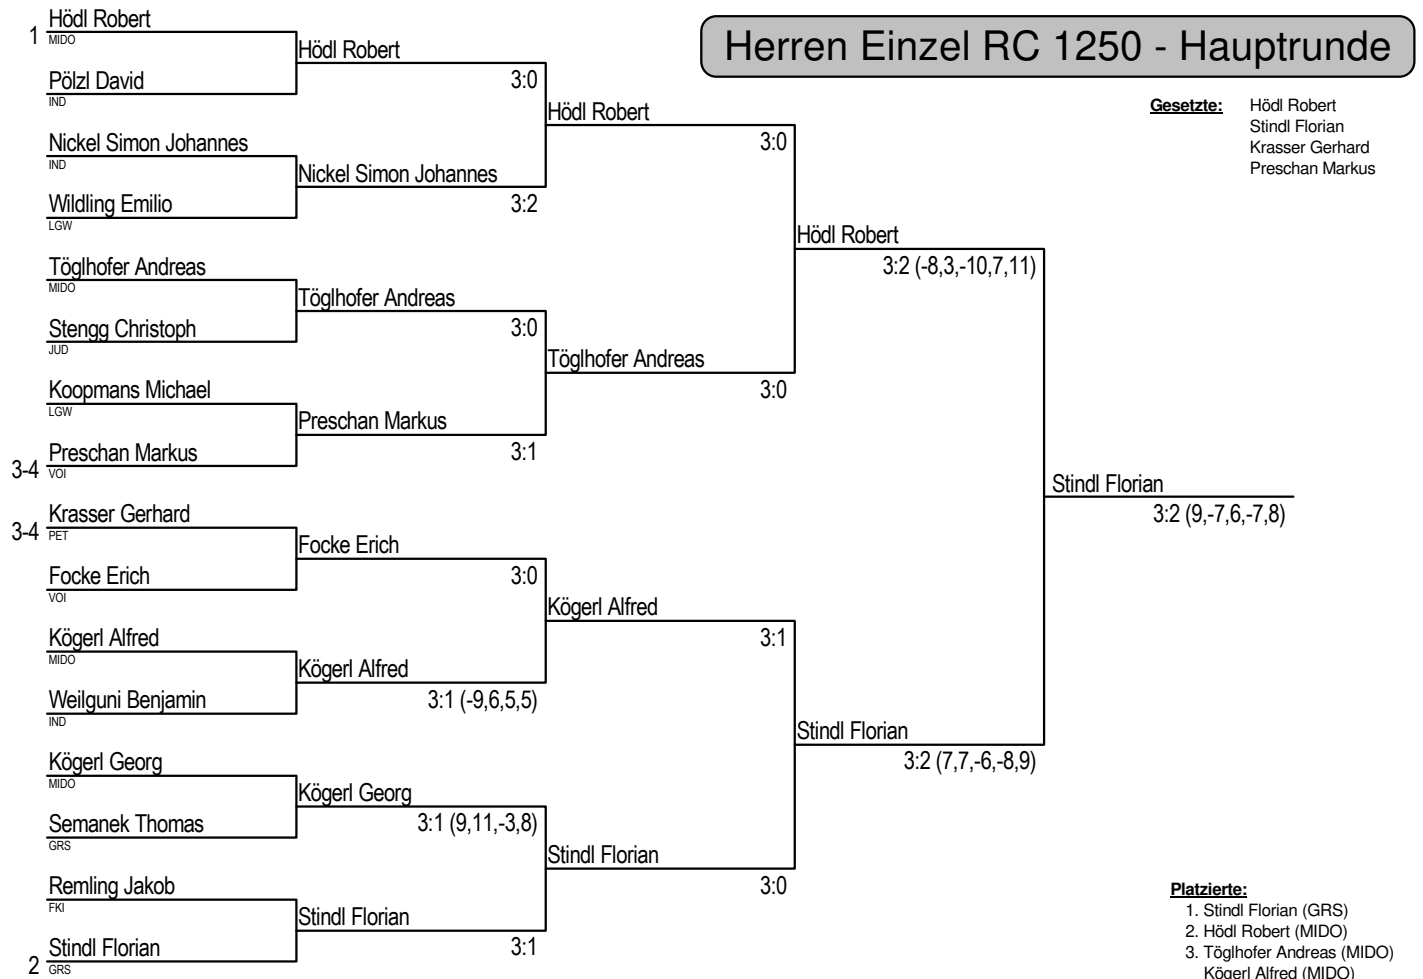 Herren Einzel RC 1250 - Hauptrunde
Gesetzte: Hödl Robert
Stindl Florian
Krasser Gerhard
Preschan Markus
1 Hödl Robert
MIDO
Pölzl David
IND
Nickel Simon Johannes
IND
Wildling Emilio
LGW
Töglhofer Andreas
MIDO
Stengg Christoph
JUD
Koopmans Michael
LGW
3-4 Preschan Markus
VOI
3-4 Krasser Gerhard
PET
Focke Erich
VOI
Kögerl Alfred
MIDO
Weilguni Benjamin
IND
Kögerl Georg
MIDO
Semanek Thomas
GRS
Remling Jakob
FKI
2 Stindl Florian
GRS
Hödl Robert
3:0
Nickel Simon Johannes
3:2
Töglhofer Andreas
3:0
Preschan Markus
3:1
Focke Erich
3:0
Kögerl Alfred
3:1 (-9,6,5,5)
Kögerl Georg
3:1 (9,11,-3,8)
Stindl Florian
3:1
Hödl Robert
3:0
Töglhofer Andreas
3:0
Kögerl Alfred
3:1
Stindl Florian
3:0
Hödl Robert
3:2 (-8,3,-10,7,11)
Stindl Florian
3:2 (7,7,-6,-8,9)
Stindl Florian
3:2 (9,-7,6,-7,8)
Platzierte:
1. Stindl Florian (GRS)
2. Hödl Robert (MIDO)
3. Töglhofer Andreas (MIDO)
Kögerl Alfred (MIDO)